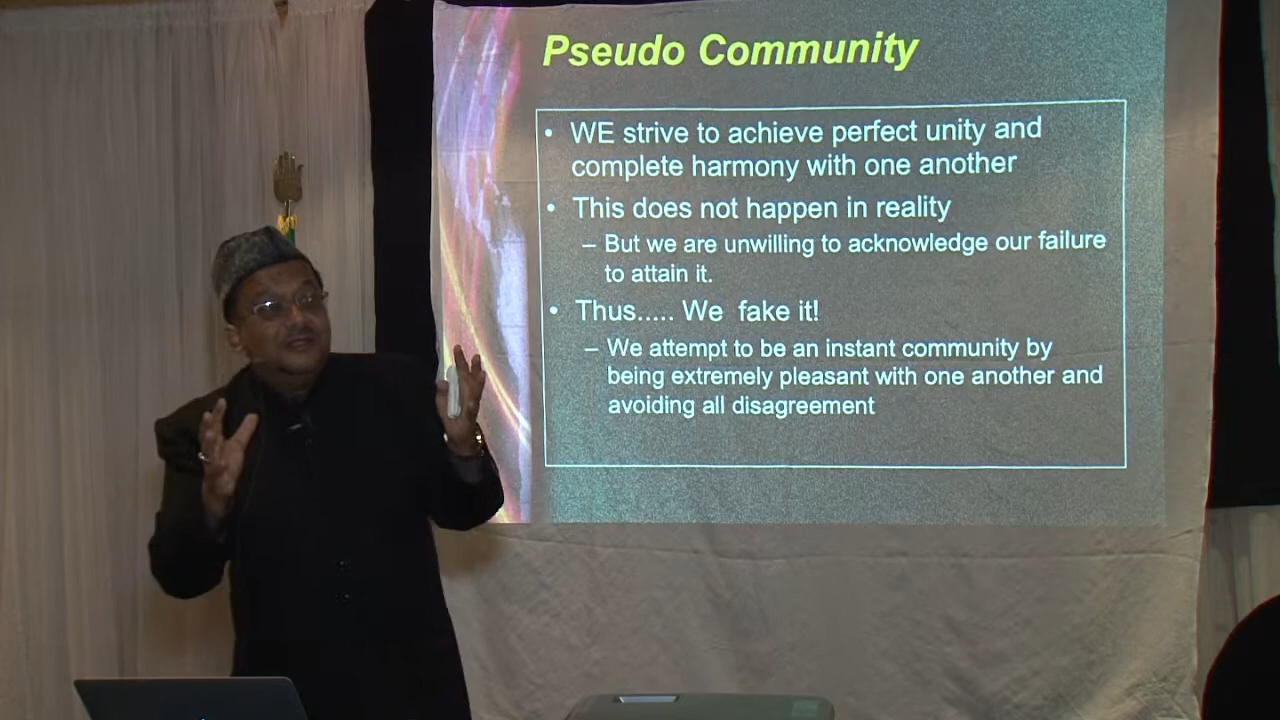 Pseudo Community
• WE strive to achieve perfect unity and
complete harmony with one another
• This does not happen in reality
– But we are unwilling to acknowledge our failure
to attain it.
• Thus..... We fake it!
– We attempt to be an instant community by
being extremely pleasant with one another and
avoiding all disagreement